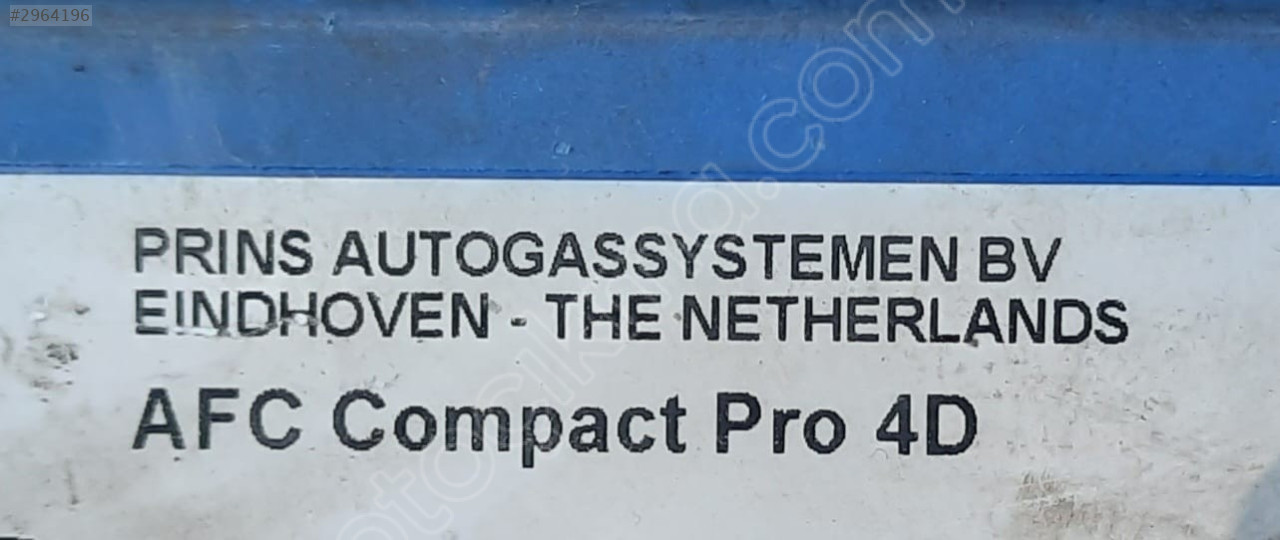 #2964196
PRINS AUTOGASSYSTEMEN BV
EINDHOVEN - THE NETHERLANDS
AFC Compact Pro 4D